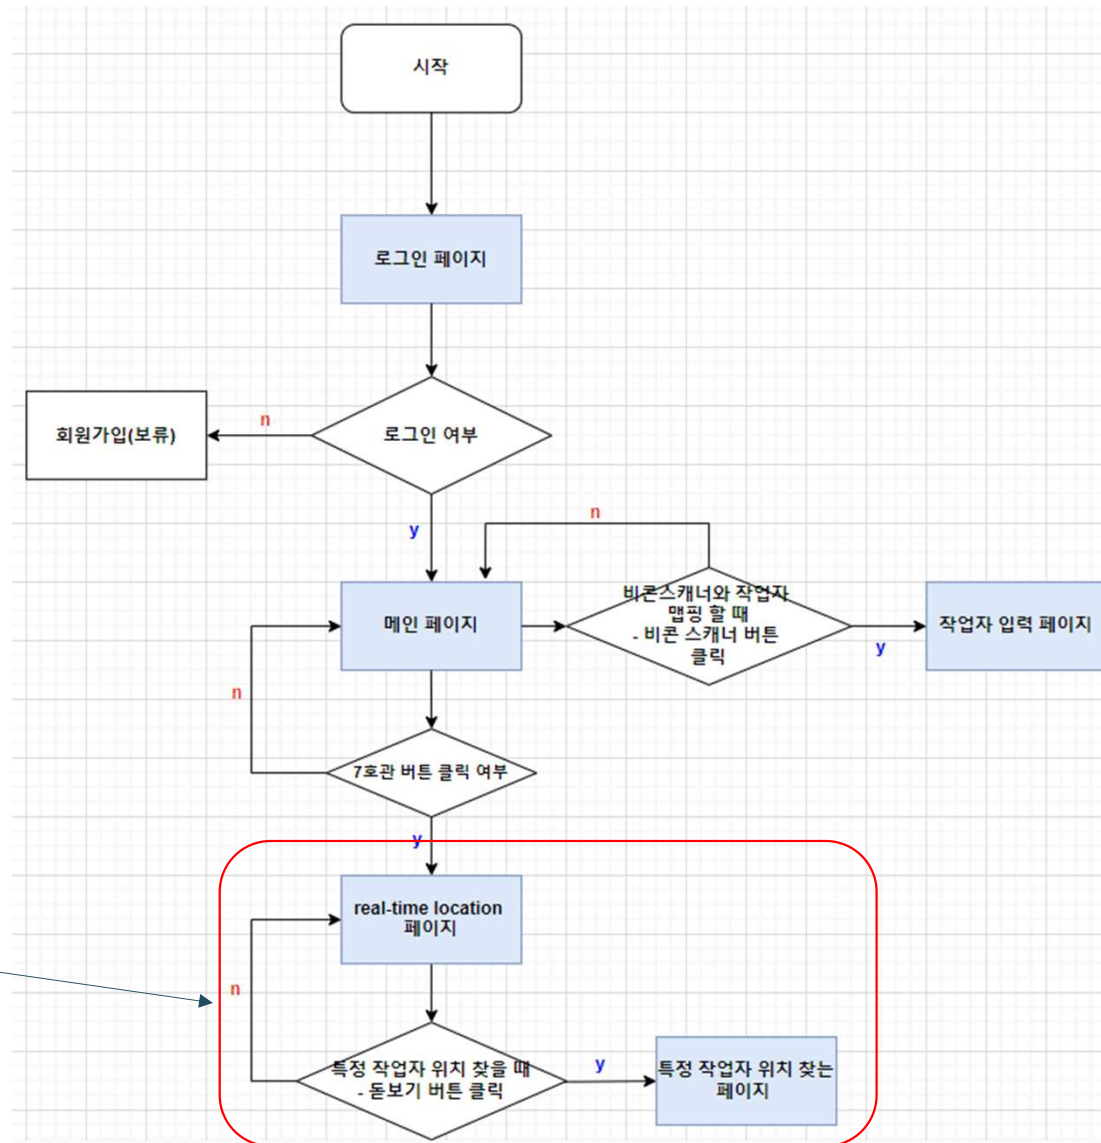 시작
로그인 페이지
로그인 여부
n
회원가입(보류)
y
n
메인 페이지
비콘스캐너와 작업자
맵핑 할 때
- 비콘 스캐너 버튼
클릭
y
작업자 입력 페이지
n
7호관 버튼 클릭 여부
y
real-time location
페이지
n
특정 작업자 위치 찾을 때
- 돋보기 버튼 클릭
y
특정 작업자 위치 찾는
페이지